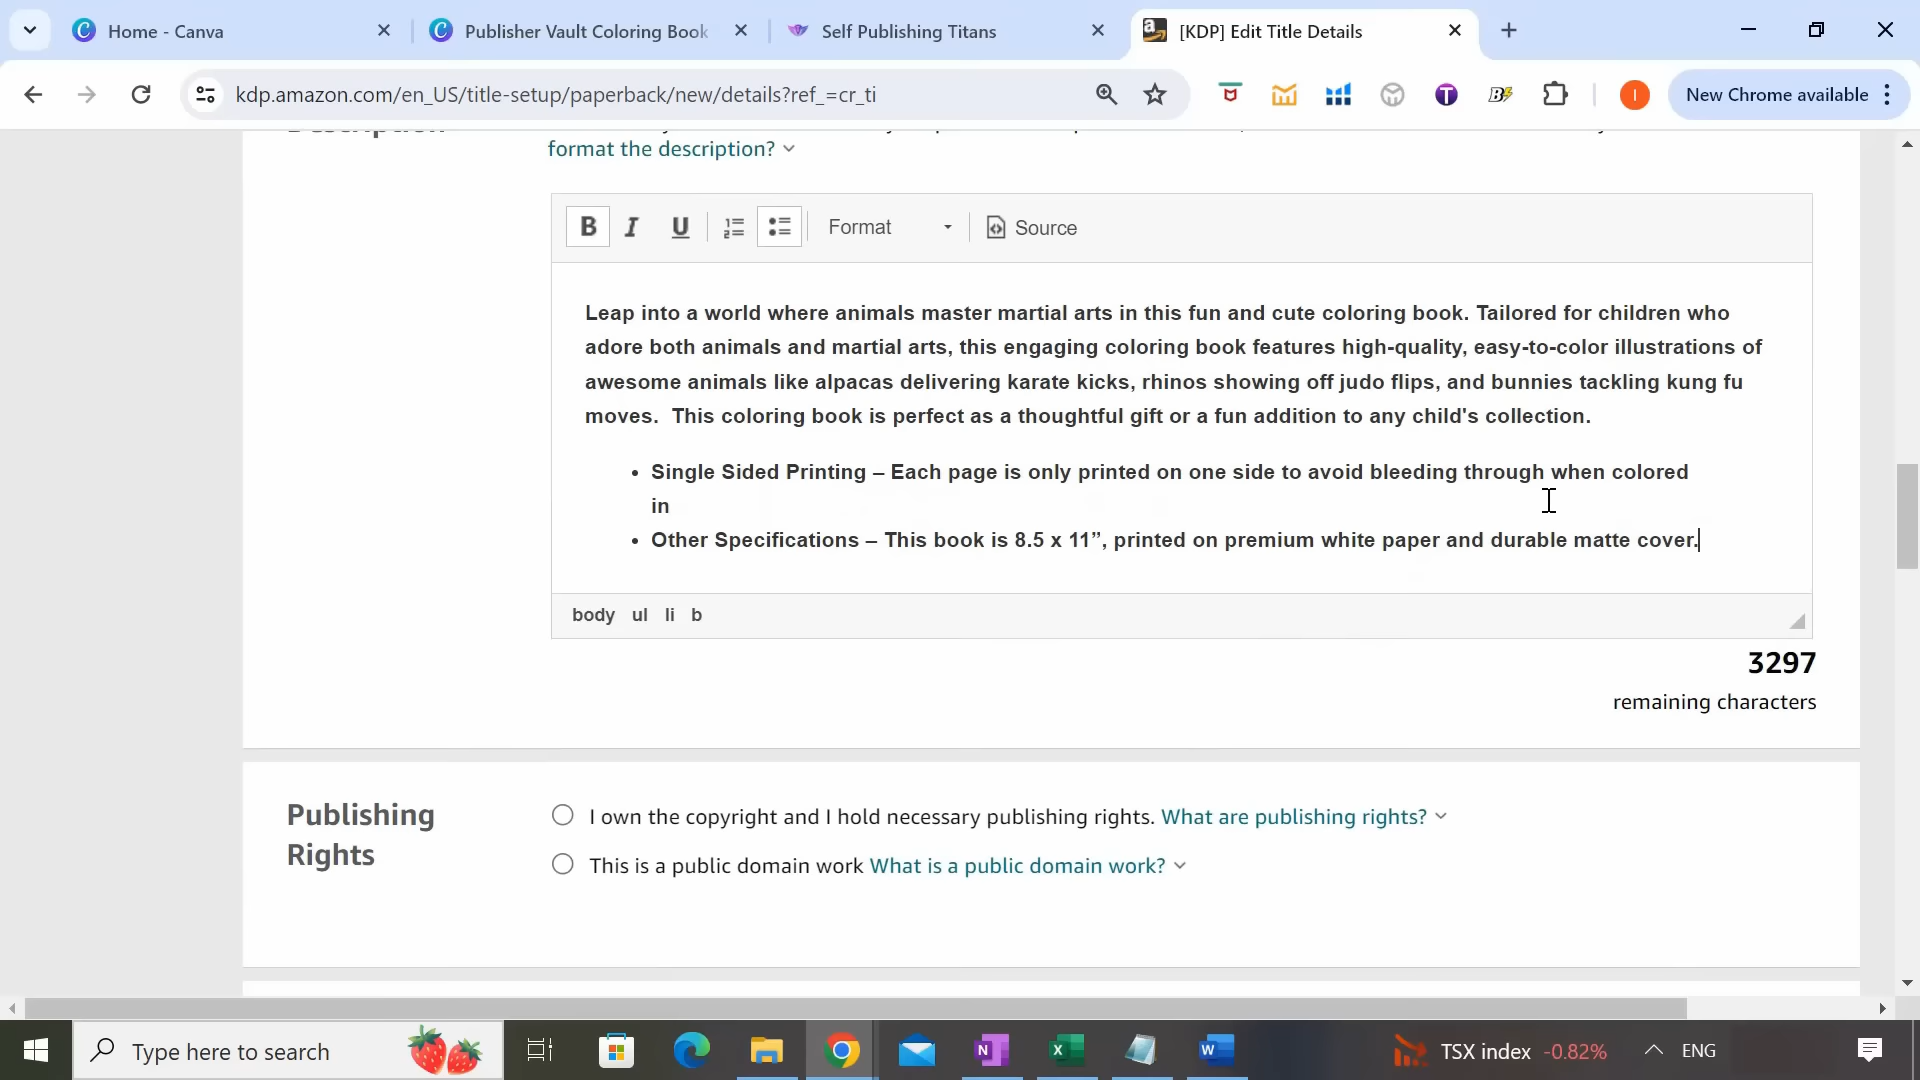 Home - Canva
Publisher Vault Coloring Book
Self Publishing Titans
[KDP] Edit Title Details
kdp.amazon.com/en_US/title-setup/paperback/new/details?ref_=cr_ti
New Chrome available
Description
format the description?
B I U Format Source
Leap into a world where animals master martial arts in this fun and cute coloring book. Tailored for children who
adore both animals and martial arts, this engaging coloring book features high-quality, easy-to-color illustrations of
awesome animals like alpacas delivering karate kicks, rhinos showing off judo flips, and bunnies tackling kung fu
moves.  This coloring book is perfect as a thoughtful gift or a fun addition to any child's collection.
• Single Sided Printing – Each page is only printed on one side to avoid bleeding through when colored
in
• Other Specifications – This book is 8.5 x 11”, printed on premium white paper and durable matte cover.
body ul li b
3297
remaining characters
Publishing
Rights
I own the copyright and I hold necessary publishing rights. What are publishing rights?
This is a public domain work What is a public domain work?
Type here to search
TSX index -0.82%
ENG